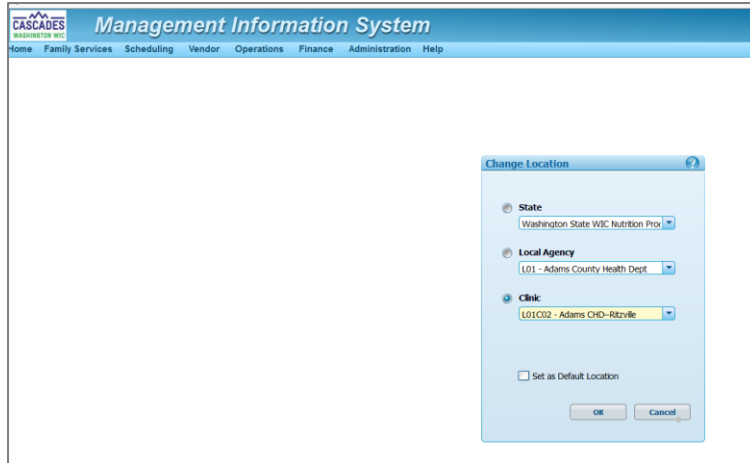 CASCADES
WASHINGTON WIC
Management Information System
Home Family Services Scheduling Vendor Operations Finance Administration Help
Change Location
?
State
Washington State WIC Nutrition Prog
Local Agency
L01 - Adams County Health Dept
Clinic
L01C02 - Adams CHD--Ritzville
Set as Default Location
OK Cancel